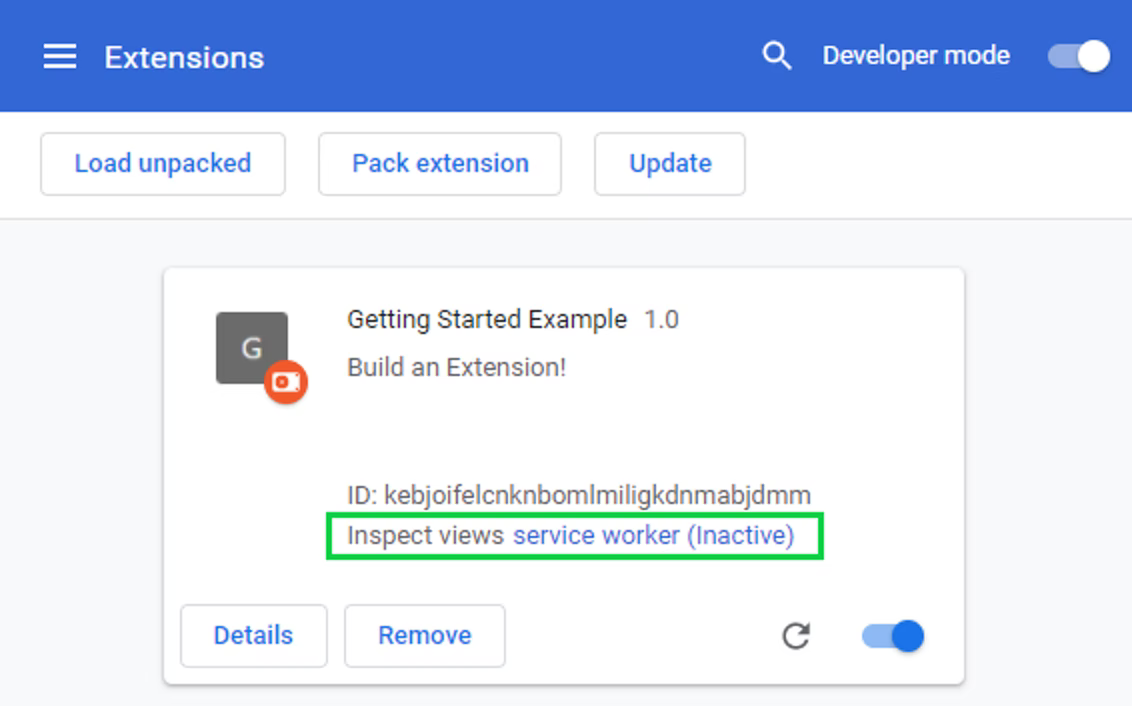 Extensions
Developer mode
Load unpacked
Pack extension
Update
G
Getting Started Example 1.0
Build an Extension!
ID: kebjoifelcnknbomlmiligkdnmabjdmm
Inspect views service worker (Inactive)
Details
Remove